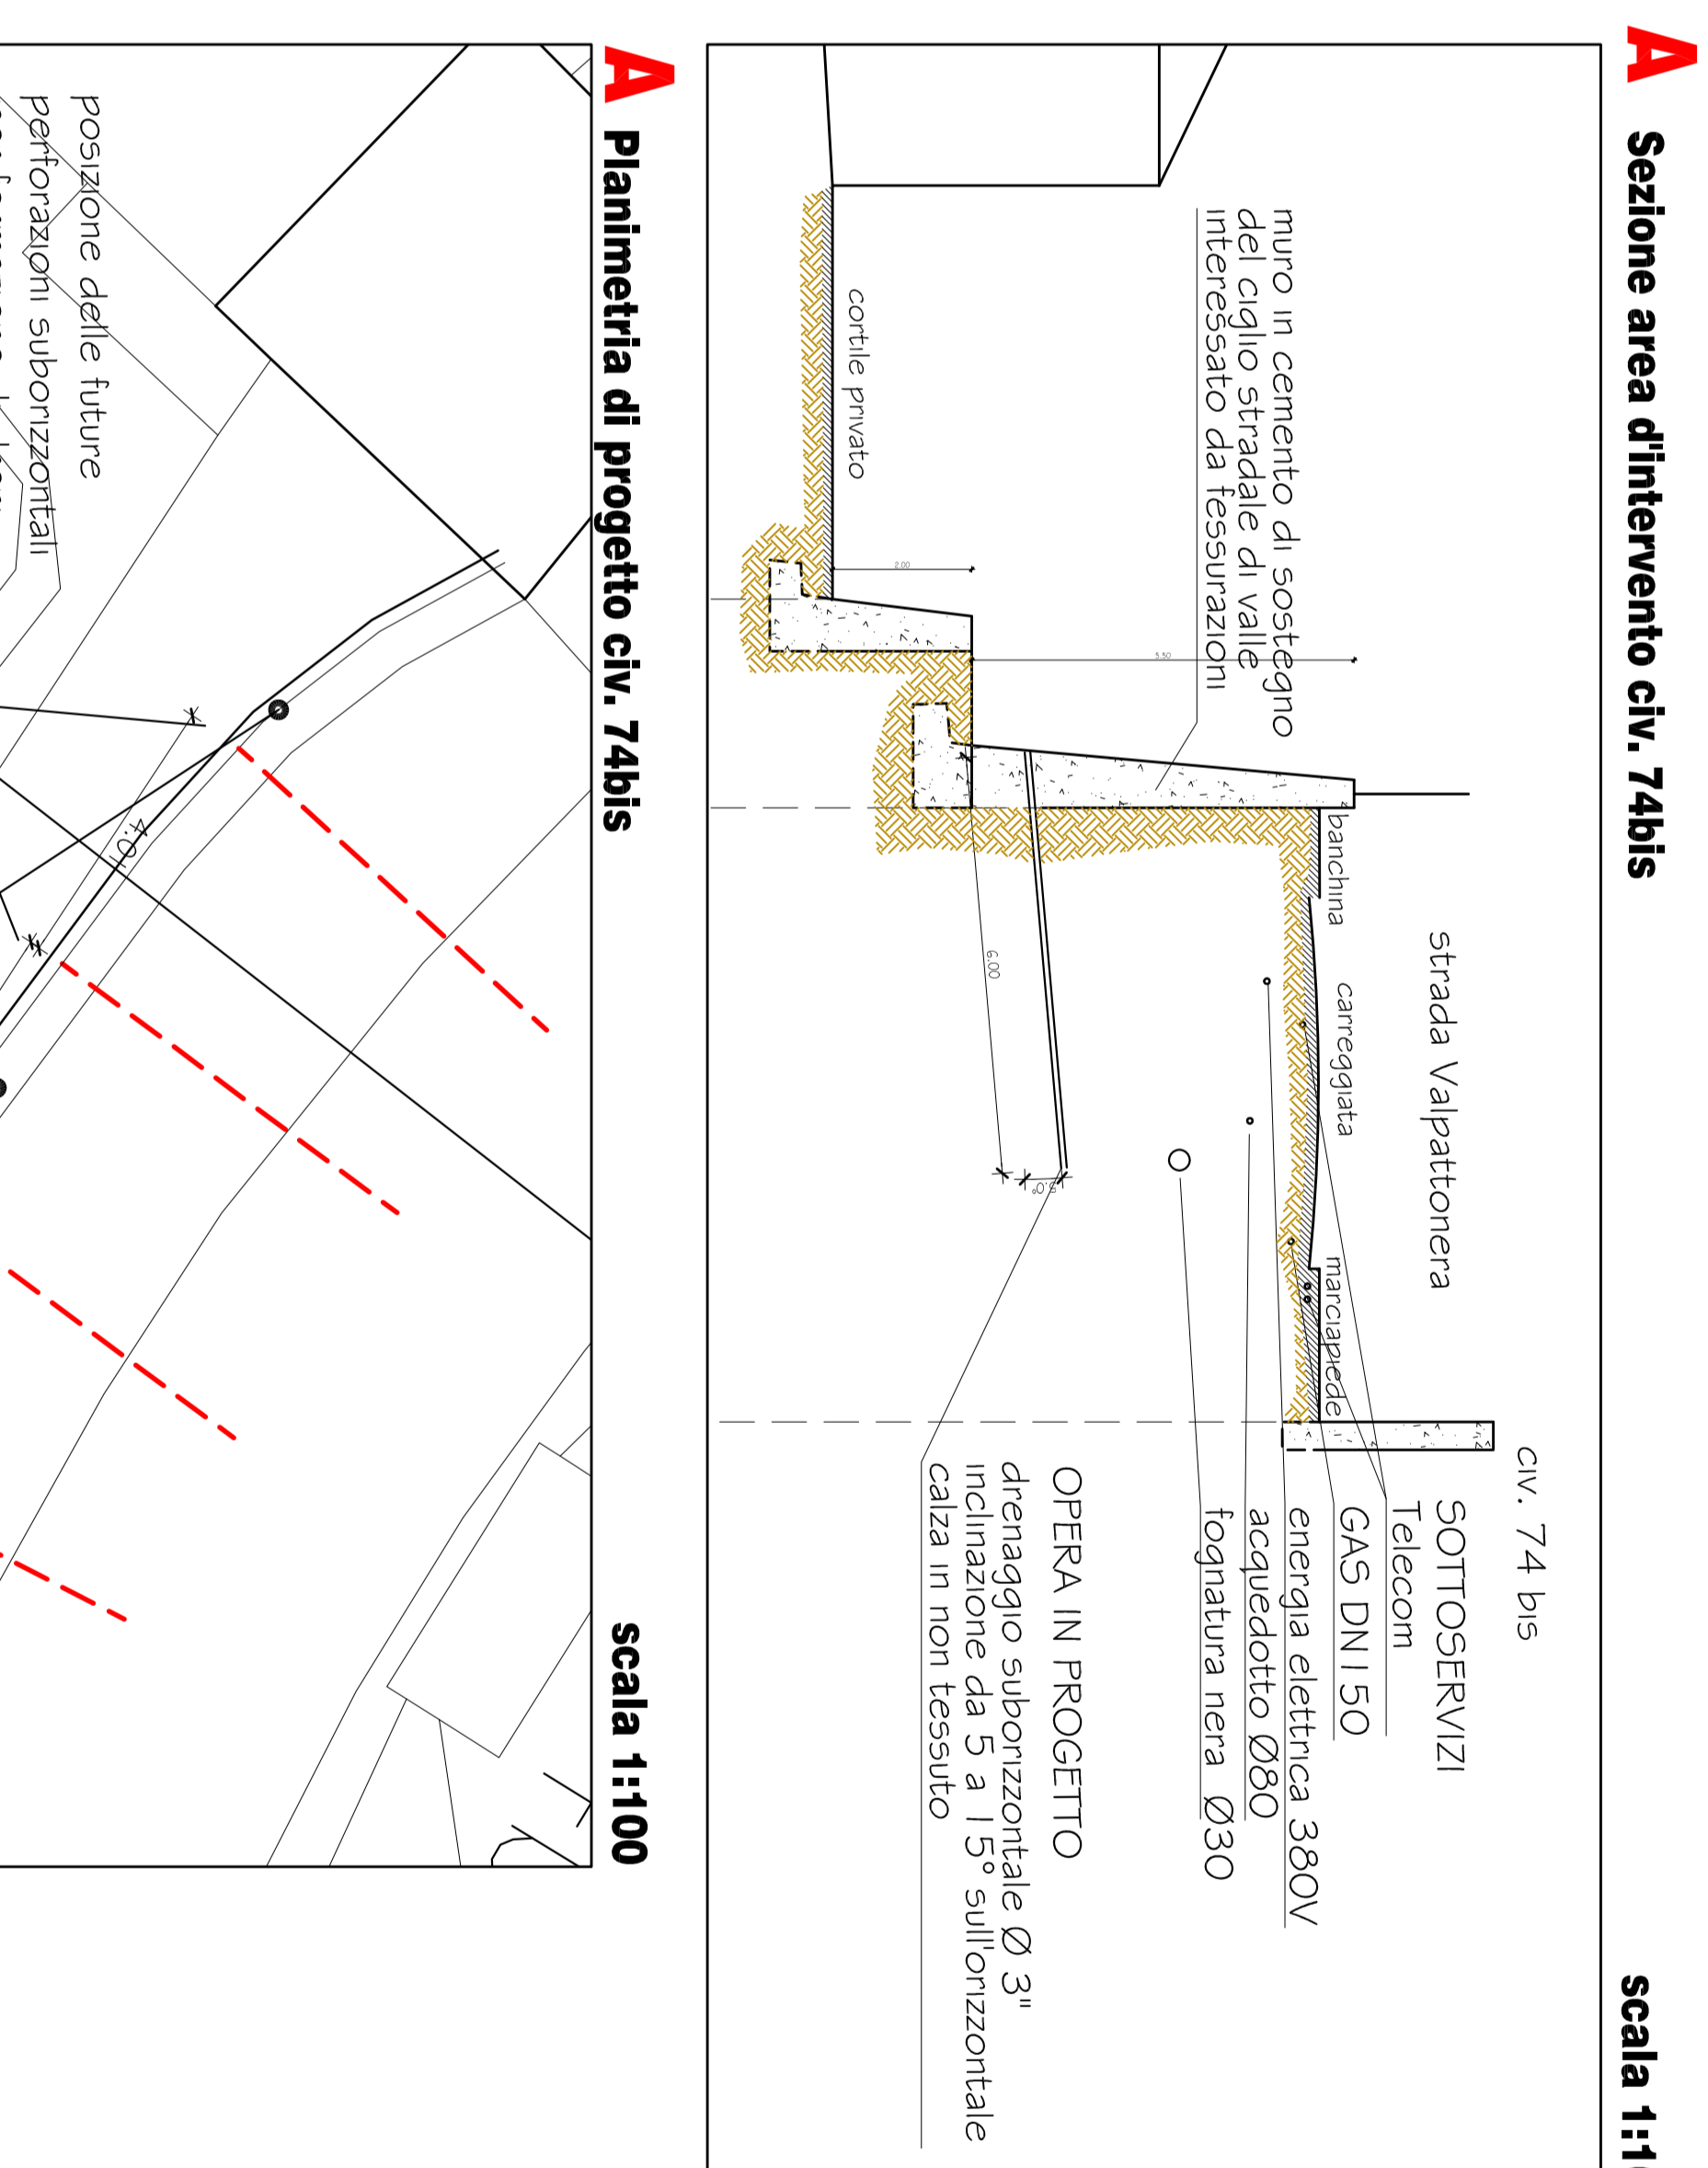 A Sezione area d'intervento civ. 74bis
civ. 74 bis
strada Valpattonera
banchina
carreggiata
marciapiede
muro in cemento di sostegno
del ciglio stradale di valle
interessato da fessurazioni
cortile privato
2.00
5.50
6.00
SOTTOSERVIZI
Telecom
GAS DN150
energia elettrica 380V
acquedotto Ø80
fognatura nera Ø30
OPERA IN PROGETTO
drenaggio suborizzontale Ø 3"
inclinazione da 5 a 15° sull'orizzontale
calza in non tessuto
A Planimetria di progetto civ. 74bis scala 1:100
posizione delle future
perforazioni suborizzontali
4.0